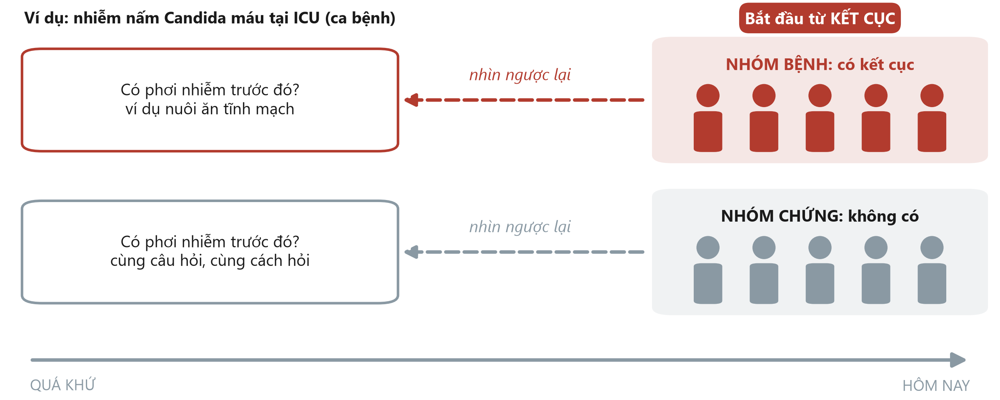 Ví dụ: nhiễm nấm Candida máu tại ICU (ca bệnh)
Bắt đầu từ KẾT CỤC
NHÓM BỆNH: có kết cục
nhìn ngược lại
Có phơi nhiễm trước đó?
ví dụ nuôi ăn tĩnh mạch
NHÓM CHỨNG: không có
nhìn ngược lại
Có phơi nhiễm trước đó?
cùng câu hỏi, cùng cách hỏi
QUÁ KHỨ
HÔM NAY